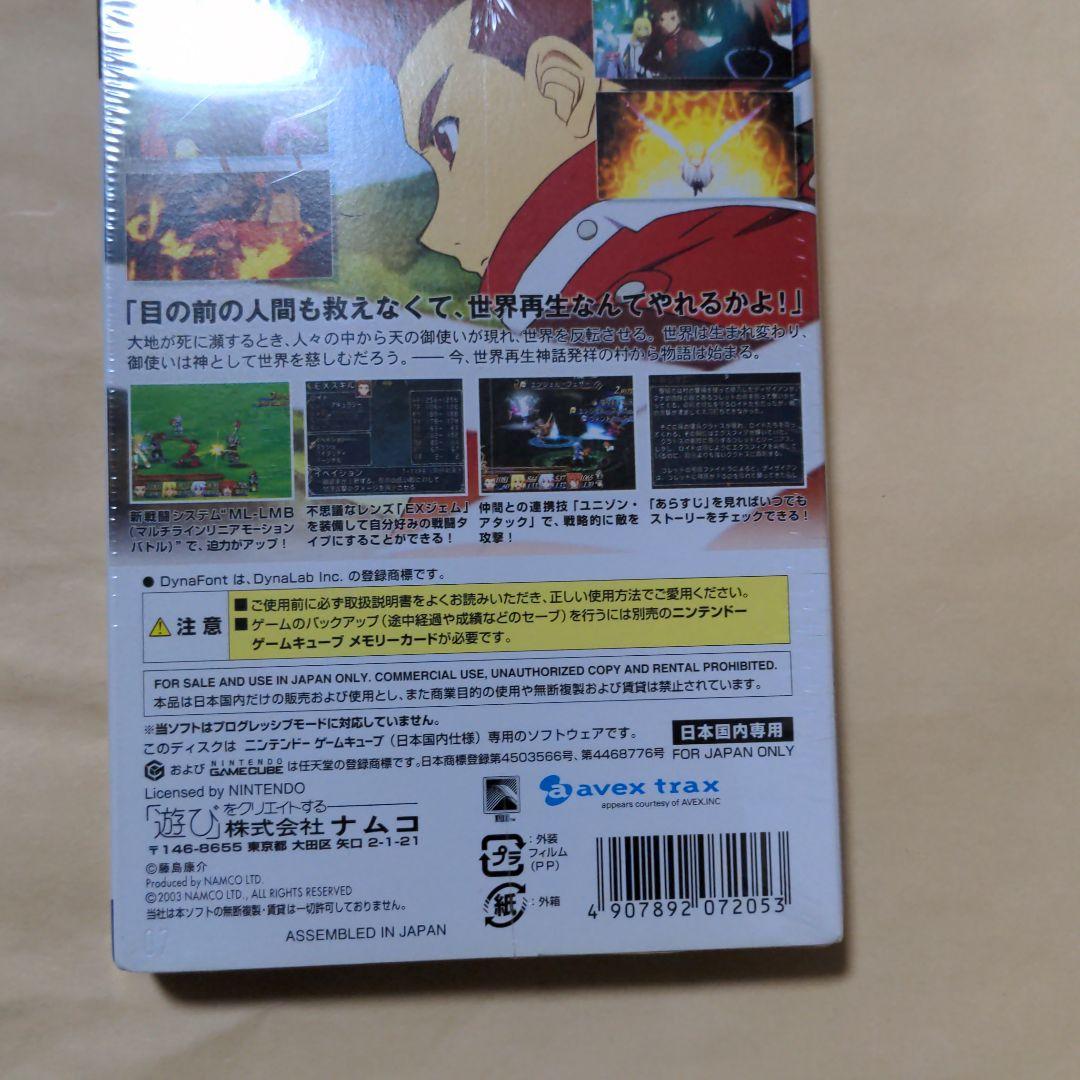 「目の前の人間も救えなくて、世界再生なんてやれるかよ!」
大地が死に瀕するとき、人々の中から天の御使いが現れ、世界を反転させる。世界は生まれ変わり、
御使いは神として世界を慈しむだろう。── 今、世界再生神話発祥の村から物語は始まる。
EXスキル
新戦闘システム"ML-LMB
(マルチラインリニアモーション
バトル)"で、迫力がアップ!
不思議なレンズ「EXジェム」
を装備して自分好みの戦闘タ
イプにすることができる!
仲間との連携技「ユニゾン・
アタック」で、戦略的に敵を
攻撃!
「あらすじ」を見ればいつでも
ストーリーをチェックできる!
● DynaFont は、DynaLab Inc. の登録商標です。
注意
■ご使用前に必ず取扱説明書をよくお読みいただき、正しい使用方法でご愛用ください。
■ゲームのバックアップ(途中経過や成績などのセーブ)を行うには別売のニンテンドー
ゲームキューブ メモリーカードが必要です。
FOR SALE AND USE IN JAPAN ONLY. COMMERCIAL USE, UNAUTHORIZED COPY AND RENTAL PROHIBITED.
本品は日本国内だけの販売および使用とし、また商業目的の使用や無断複製および賃貸は禁止されています。
※当ソフトはプログレッシブモードに対応していません。
このディスクは ニンテンドー ゲームキューブ(日本国内仕様)専用のソフトウェアです。
日本国内専用
FOR JAPAN ONLY
および NINTENDO GAMECUBE は任天堂の登録商標です。日本商標登録第4503566号、第4468776号
Licensed by NINTENDO
「遊び」をクリエイトする
株式会社 ナムコ
〒146-8655 東京都 大田区 矢口 2-1-21
avex trax
appears courtesy of AVEX.INC
プラ
:外装
フィルム
(PP)
紙
:外箱
©藤島康介
Produced by NAMCO LTD.
©2003 NAMCO LTD., ALL RIGHTS RESERVED
当社は本ソフトの無断複製・賃貸は一切許可しておりません。
ASSEMBLED IN JAPAN
4 907892 072053
07